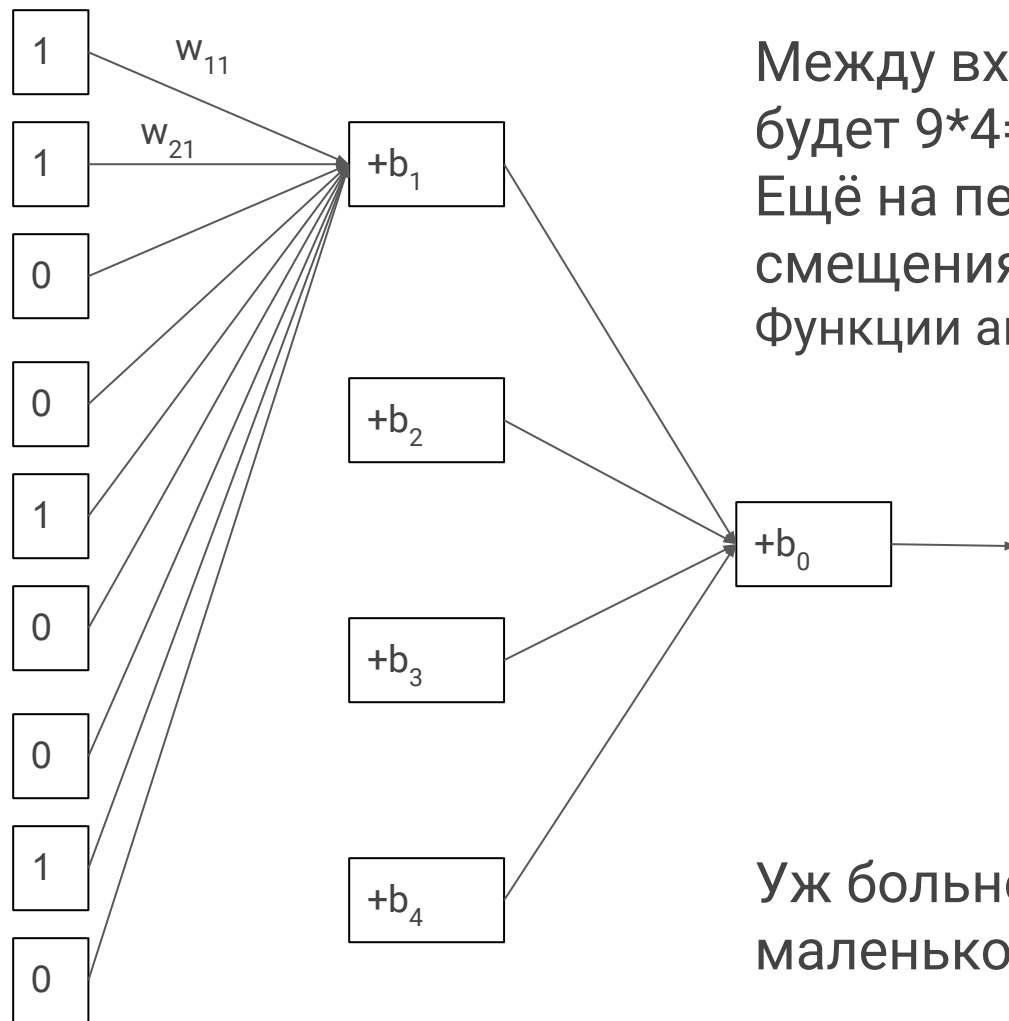 1
w11
1
w21
0
0
1
0
0
1
0
+b1
+b2
+b3
+b4
+b0
Между вх
будет 9*4=
Ещё на пе
смещения
Функции
Уж больно
маленько